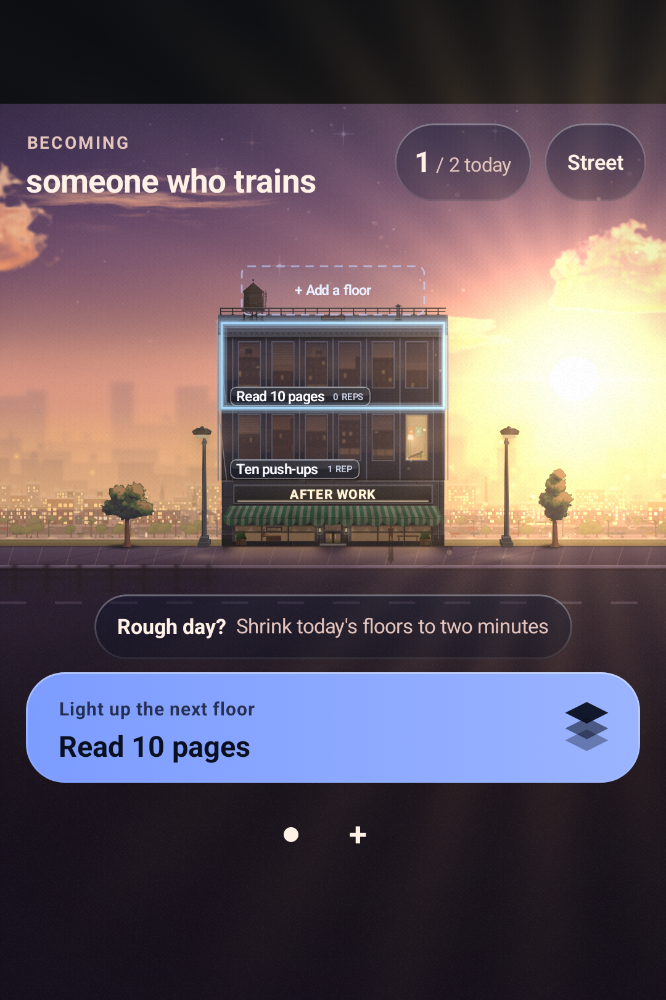 BECOMING
someone who trains
1 / 2 today
Street
+ Add a floor
Read 10 pages 0 REPS
Ten push-ups 1 REP
AFTER WORK
Rough day? Shrink today's floors to two minutes
Light up the next floor
Read 10 pages
+